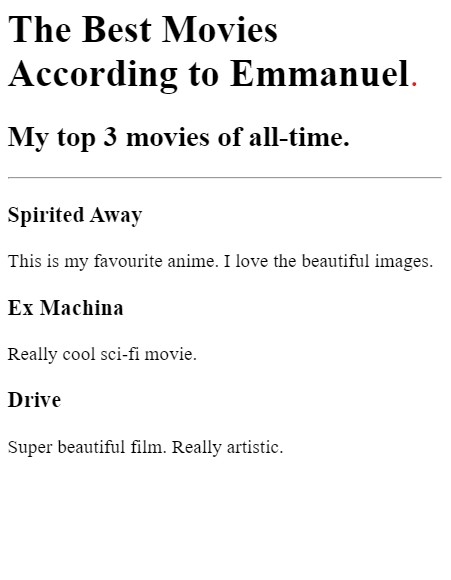 The Best Movies
According to Emmanuel.
My top 3 movies of all-time.
Spirited Away
This is my favourite anime. I love the beautiful images.
Ex Machina
Really cool sci-fi movie.
Drive
Super beautiful film. Really artistic.